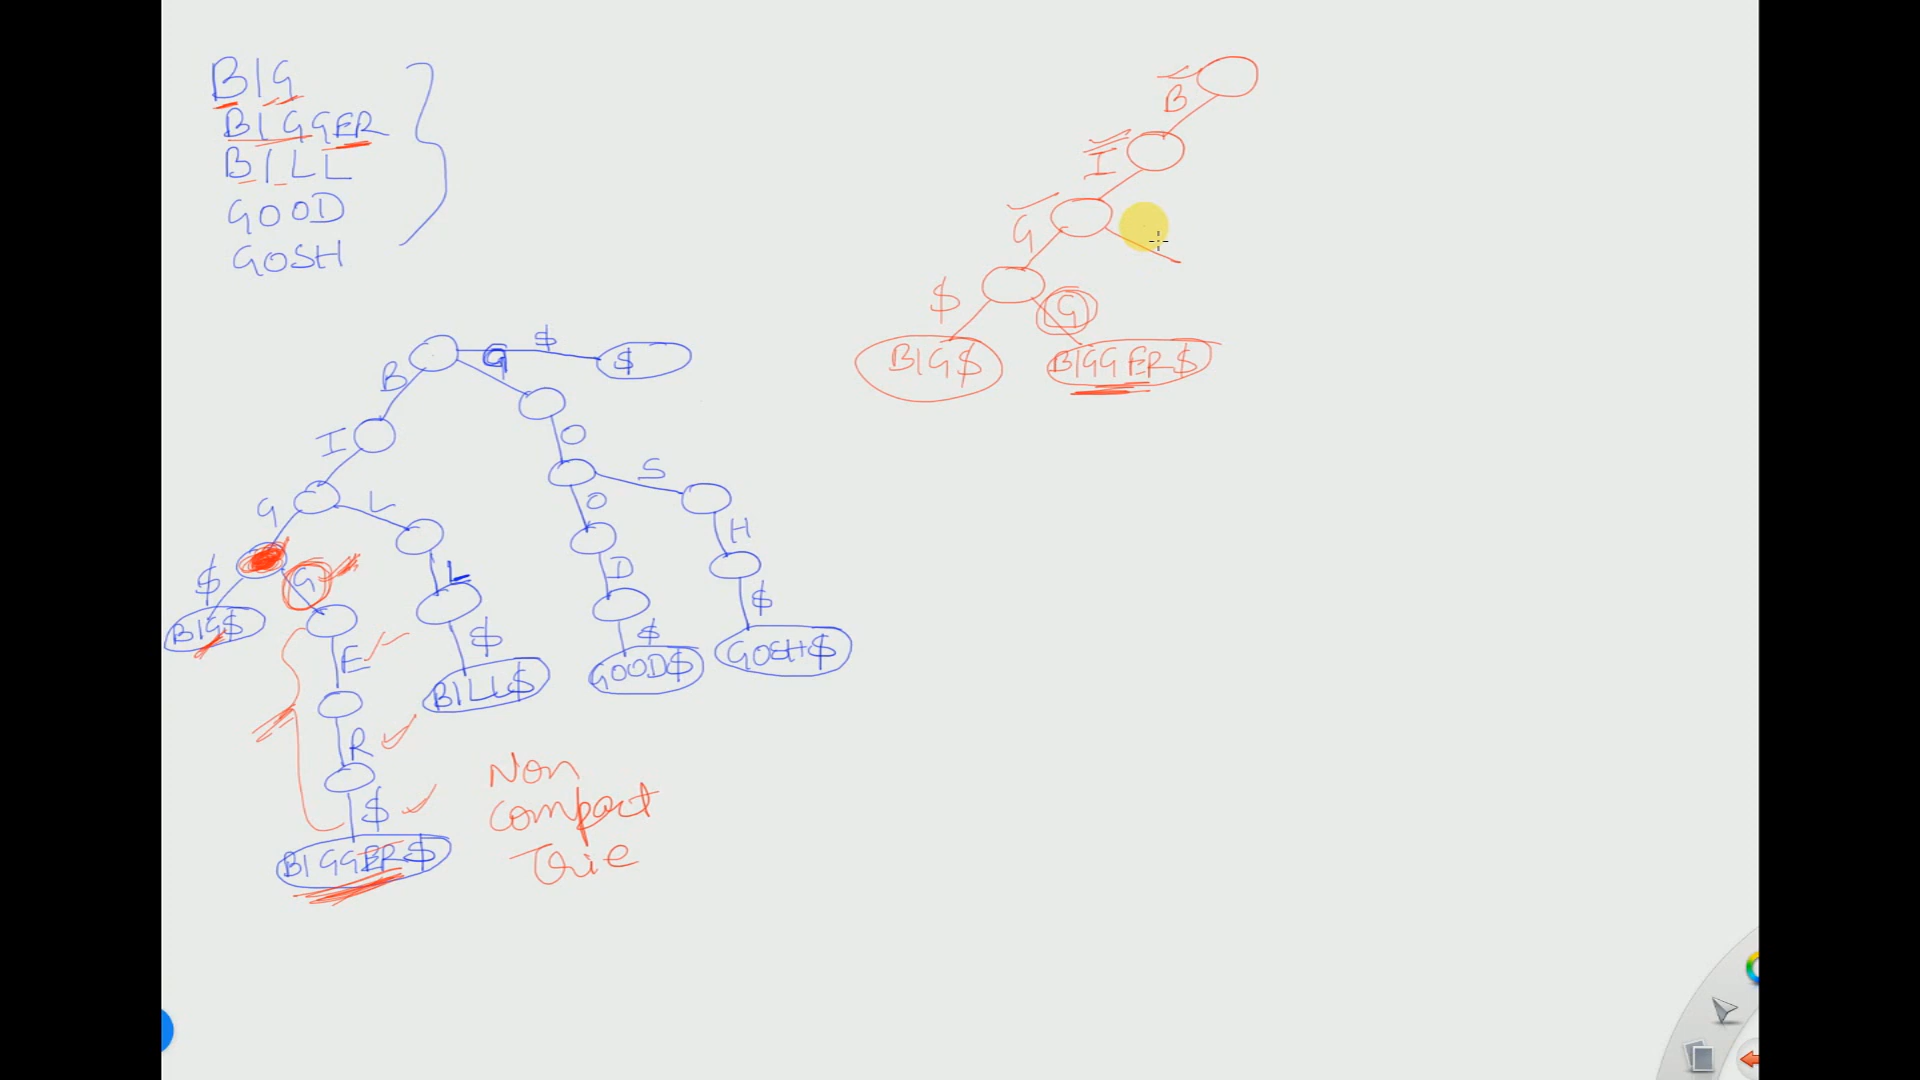 BIG
BIGGER
BILL
GOOD
GOSH
B
I
G
$
G
BIG$
BIGGER$
G
$
$
B
O
I
S
O
G
L
H
$
G
L
D
$
BIG$
$
$
E
GOOD$
GOSH$
BILL$
R
$
BIGGER$
Non
compact
Trie